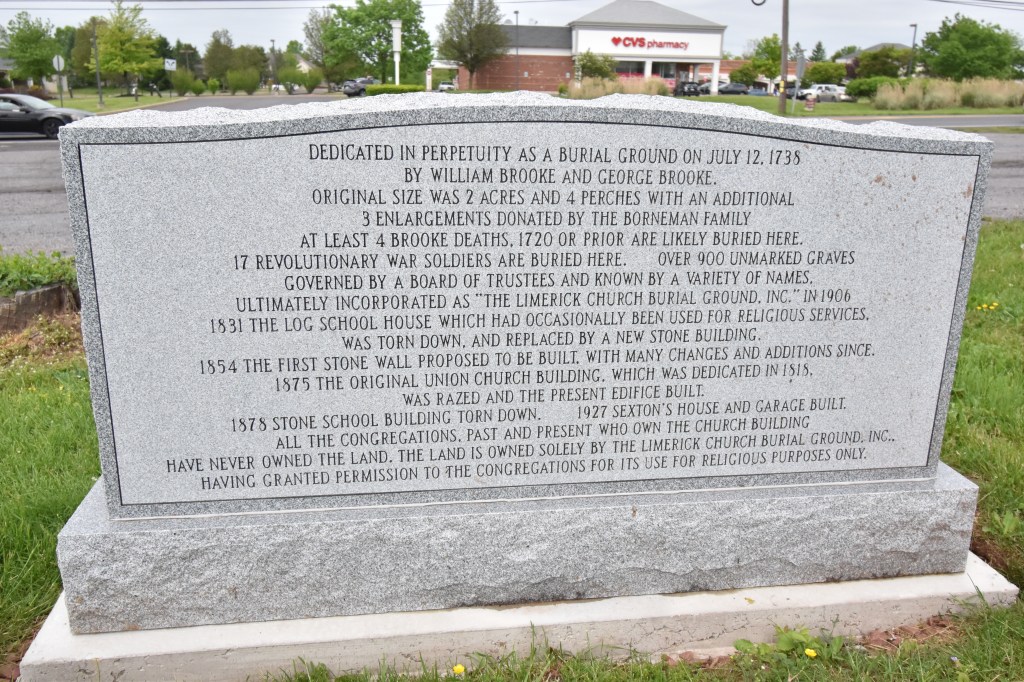 CVS pharmacy
DEDICATED IN PERPETUITY AS A BURIAL GROUND ON JULY 12, 1738
BY WILLIAM BROOKE AND GEORGE BROOKE.
ORIGINAL SIZE WAS 2 ACRES AND 4 PERCHES WITH AN ADDITIONAL
3 ENLARGEMENTS DONATED BY THE BORNEMAN FAMILY
AT LEAST 4 BROOKE DEATHS, 1720 OR PRIOR ARE LIKELY BURIED HERE.
17 REVOLUTIONARY WAR SOLDIERS ARE BURIED HERE. OVER 900 UNMARKED GRAVES
GOVERNED BY A BOARD OF TRUSTEES AND KNOWN BY A VARIETY OF NAMES,
ULTIMATELY INCORPORATED AS "THE LIMERICK CHURCH BURIAL GROUND, INC." IN 1906
1831 THE LOG SCHOOL HOUSE WHICH HAD OCCASIONALLY BEEN USED FOR RELIGIOUS SERVICES,
WAS TORN DOWN, AND REPLACED BY A NEW STONE BUILDING.
1854 THE FIRST STONE WALL PROPOSED TO BE BUILT, WITH MANY CHANGES AND ADDITIONS SINCE.
1875 THE ORIGINAL UNION CHURCH BUILDING, WHICH WAS DEDICATED IN 1818,
WAS RAZED AND THE PRESENT EDIFICE BUILT.
1878 STONE SCHOOL BUILDING TORN DOWN. 1927 SEXTON'S HOUSE AND GARAGE BUILT.
ALL THE CONGREGATIONS, PAST AND PRESENT WHO OWN THE CHURCH BUILDING
HAVE NEVER OWNED THE LAND. THE LAND IS OWNED SOLELY BY THE LIMERICK CHURCH BURIAL GROUND, INC.,
HAVING GRANTED PERMISSION TO THE CONGREGATIONS FOR ITS USE FOR RELIGIOUS PURPOSES ONLY.